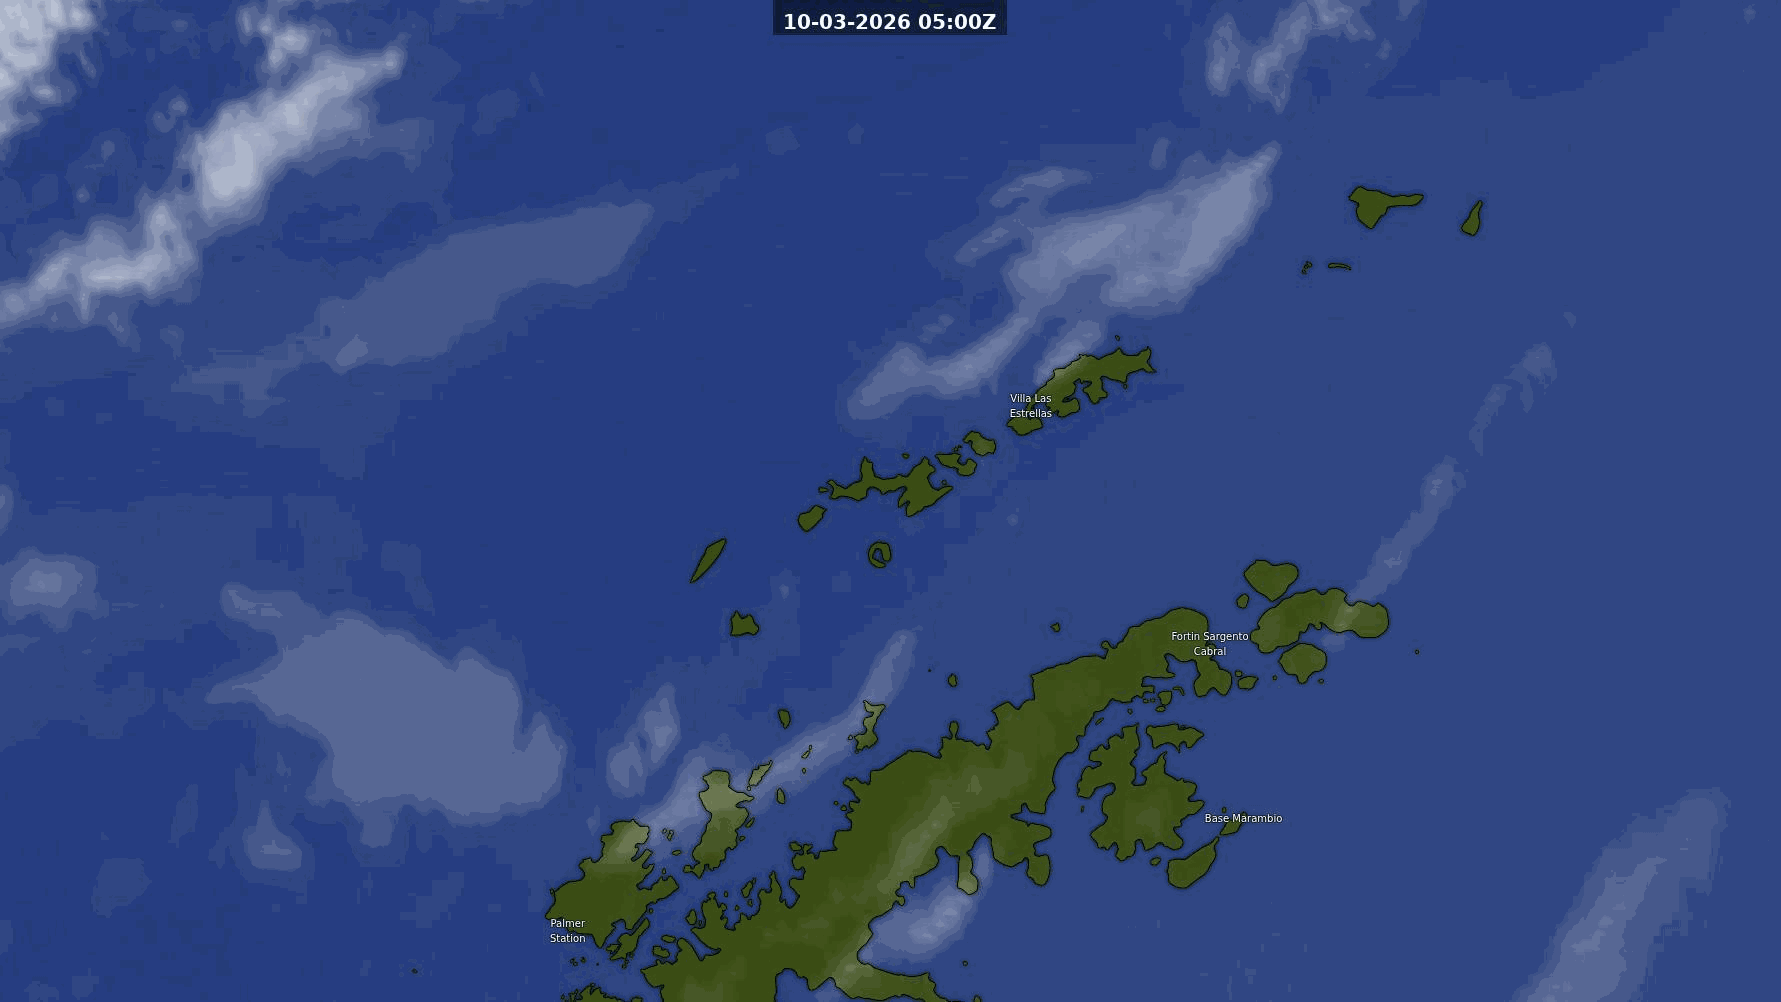 10-03-2026 05:00Z
Villa Las
Estrellas
Fortin Sargento
Cabral
Base Marambio
Palmer
Station